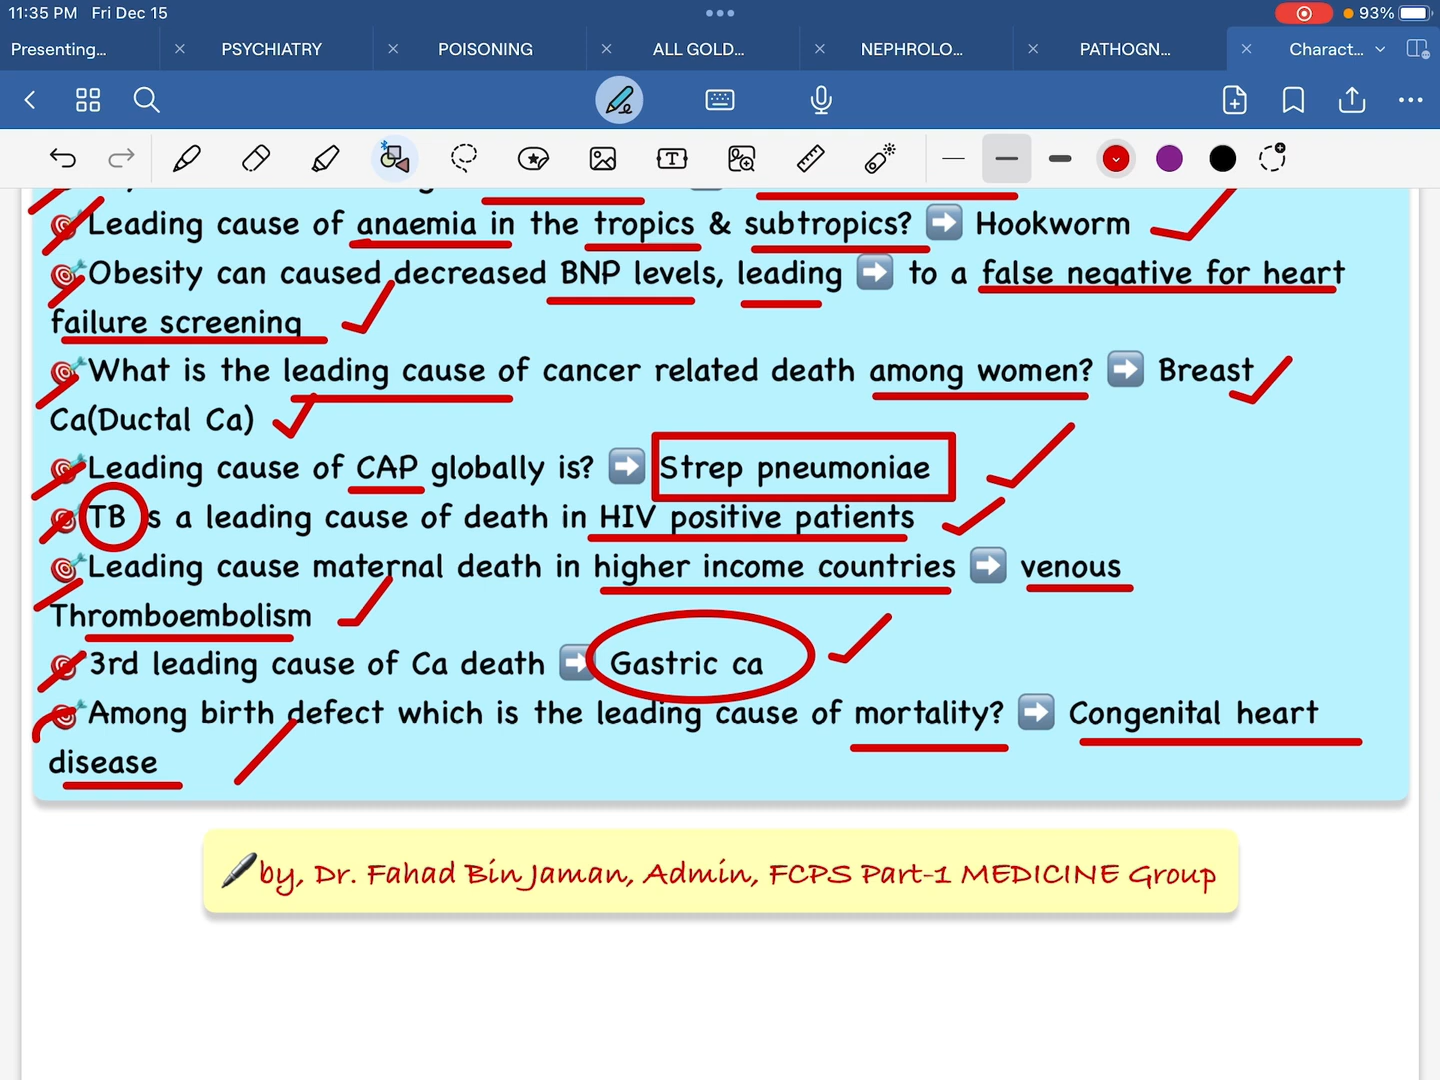 11:35 PM Fri Dec 15 93%
Presenting... PSYCHIATRY POISONING ALL GOLD... NEPHROLO... PATHOGN... Charact...
Leading cause of anaemia in the tropics & subtropics? ➡️ Hookworm
Obesity can caused decreased BNP levels, leading ➡️ to a false negative for heart
failure screening
What is the leading cause of cancer related death among women? ➡️ Breast
Ca(Ductal Ca)
Leading cause of CAP globally is? ➡️ Strep pneumoniae
TB is a leading cause of death in HIV positive patients
Leading cause maternal death in higher income countries ➡️ venous
Thromboembolism
3rd leading cause of Ca death ➡️ Gastric ca
Among birth defect which is the leading cause of mortality? ➡️ Congenital heart
disease
by, Dr. Fahad Bin Jaman, Admin, FCPS Part-1 MEDICINE Group